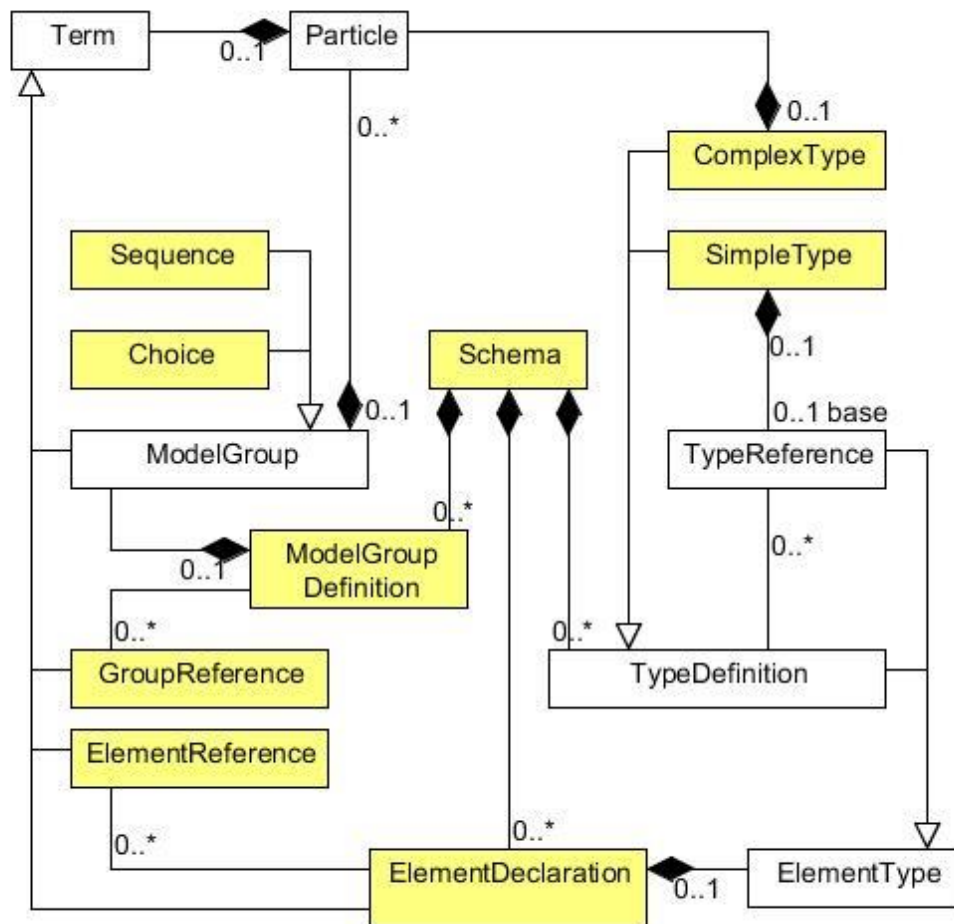 Term
Particle
0..1
0..*
0..1
ComplexType
Sequence
SimpleType
Choice
Schema
0..1
0..1
0..1 base
ModelGroup
TypeReference
0..*
0..*
ModelGroup
Definition
0..1
0..*
0..*
GroupReference
TypeDefinition
ElementReference
0..*
0..*
ElementDeclaration
0..1
ElementType